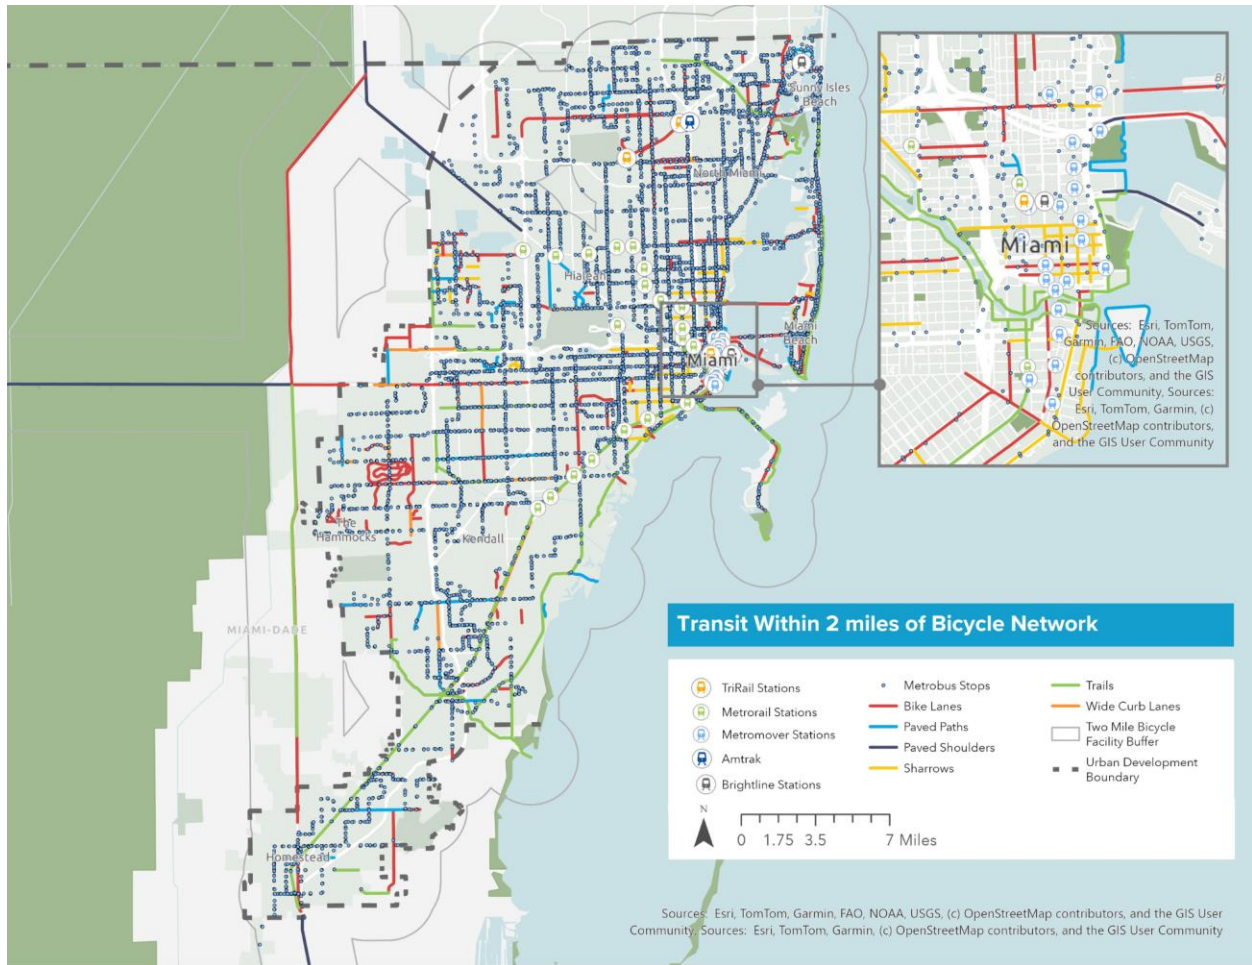 Sunny Isles
Beach
North Miami
Hialeah
Miami
Beach
Miami
The
Hammocks
Kendall
MIAMI-DADE
Homestead
Miami
Sources: Esri, TomTom,
Garmin, FAO, NOAA, USGS,
(c) OpenStreetMap
contributors, and the GIS
User Community, Sources:
Esri, TomTom, Garmin, (c)
OpenStreetMap contributors,
and the GIS User Community
Transit Within 2 miles of Bicycle Network
TriRail Stations
Metrorail Stations
Metromover Stations
Amtrak
Brightline Stations
Metrobus Stops
Bike Lanes
Paved Paths
Paved Shoulders
Sharrows
Trails
Wide Curb Lanes
Two Mile Bicycle
Facility Buffer
Urban Development
Boundary
N
0 1.75 3.5 7 Miles
Sources: Esri, TomTom, Garmin, FAO, NOAA, USGS, (c) OpenStreetMap contributors, and the GIS User
Community, Sources: Esri, TomTom, Garmin, (c) OpenStreetMap contributors, and the GIS User Community